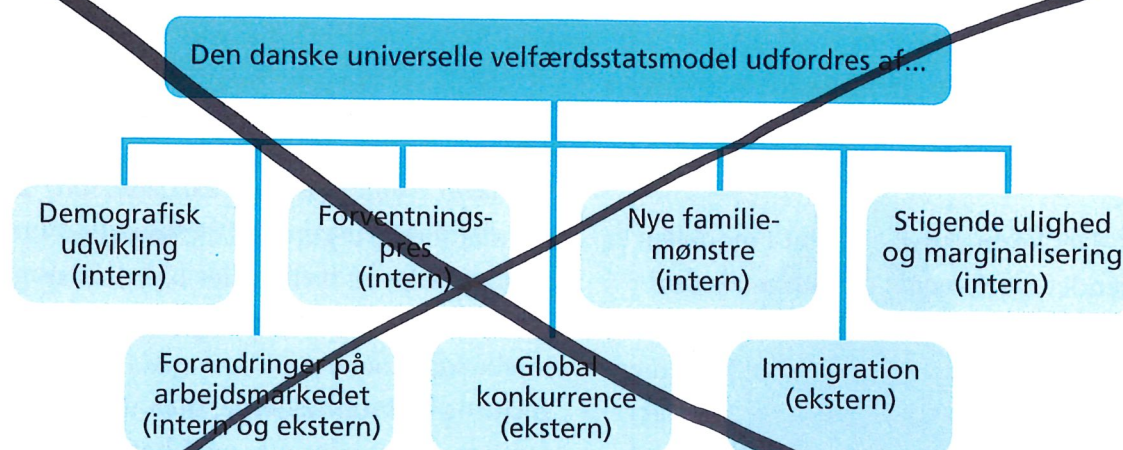 Den danske universelle velfærdsstatsmodel udfordres af...
Demografisk
udvikling
(intern)
Forventnings-
pres
(intern)
Nye familie-
mønstre
(intern)
Stigende ulighed
og marginalisering
(intern)
Forandringer på
arbejdsmarkedet
(intern og ekstern)
Global
konkurrence
(ekstern)
Immigration
(ekstern)